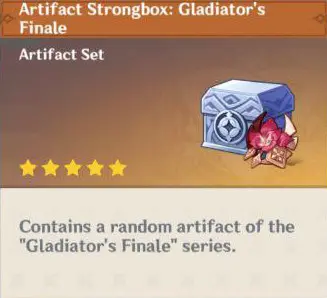 Artifact Strongbox: Gladiator's
Finale
Artifact Set
Contains a random artifact of the
"Gladiator's Finale" series.